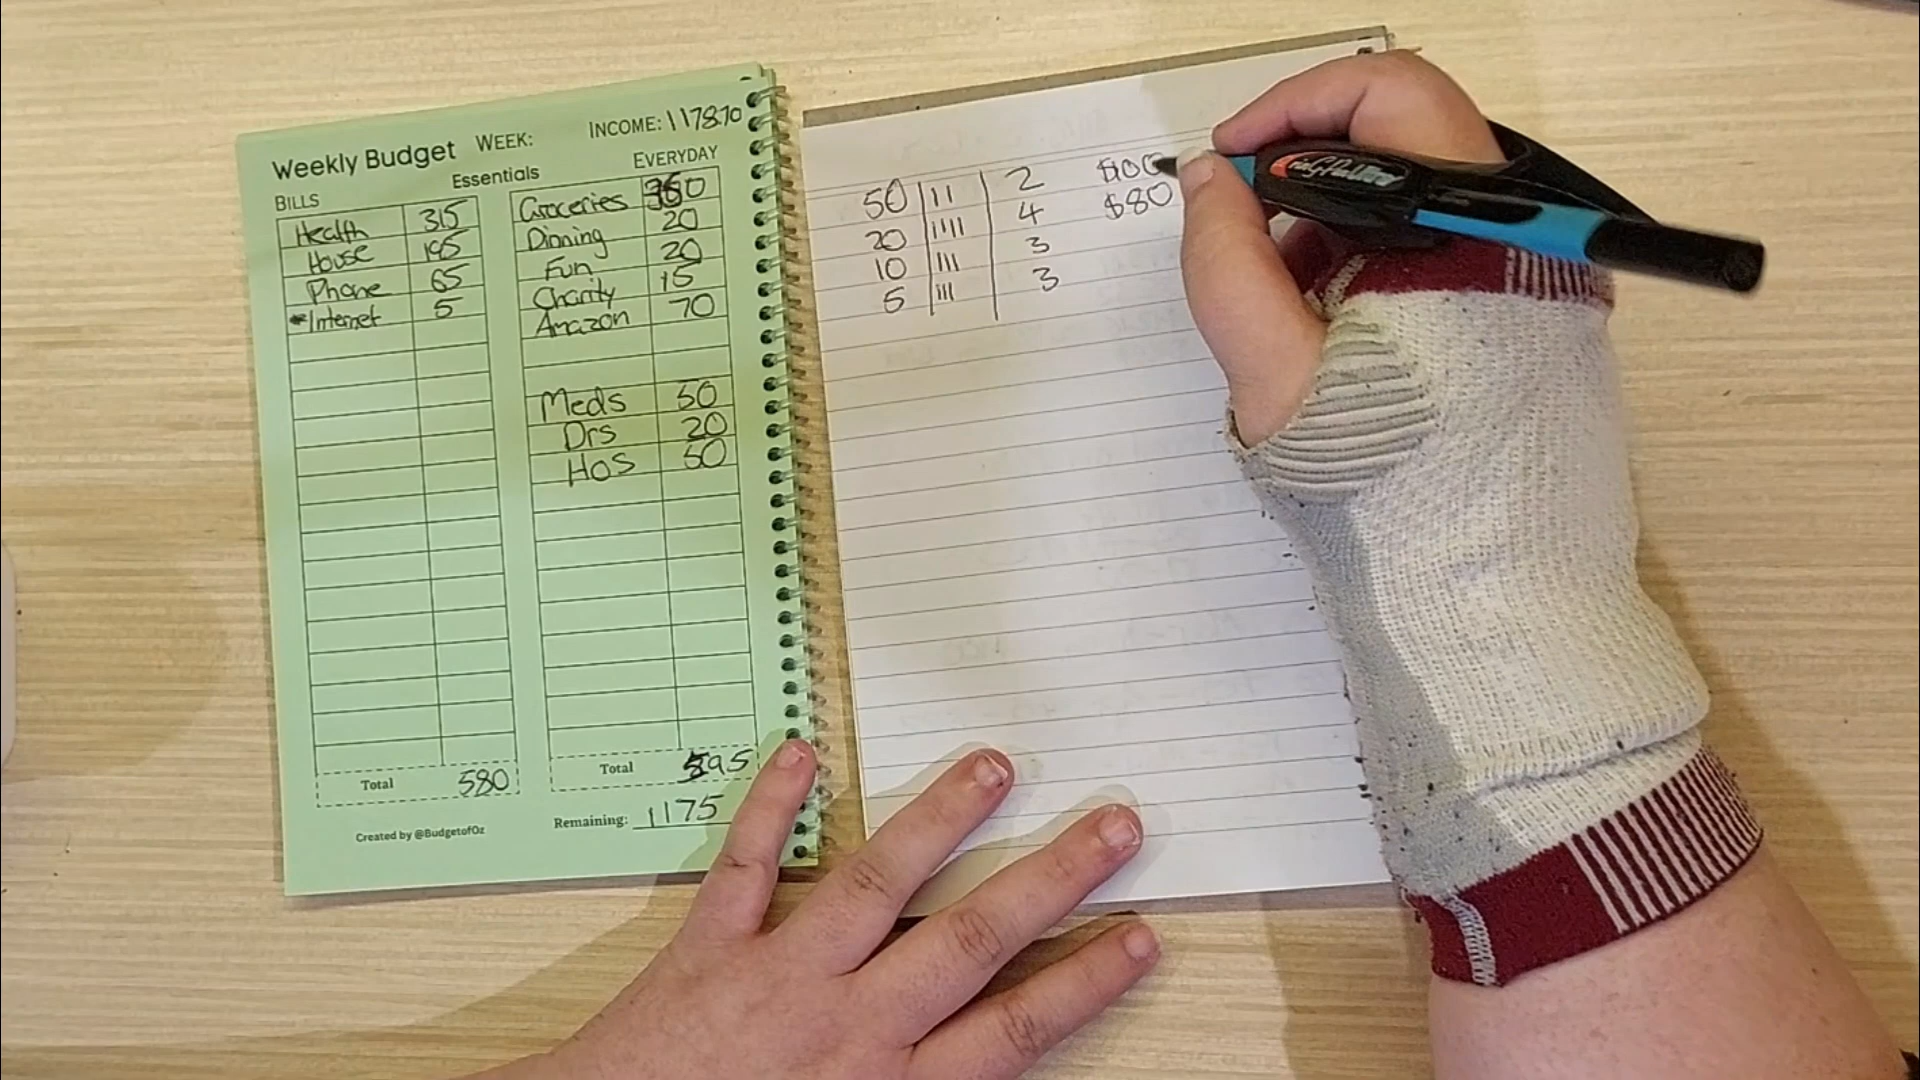 Weekly Budget WEEK: INCOME: 1178.70
Essentials
BILLS
Health 315
House 195
Phone 65
Internet 5
Total 580
EVERYDAY
Groceries 350
Dinning 20
Fun 20
Charity 15
Amazon 70
Meds 50
Drs 20
Hos 50
Total 595
Remaining: 1175
Created by @BudgetofOz
50 || 2 $100
20 |||| 4 $80
10 ||| 3
5 ||| 3